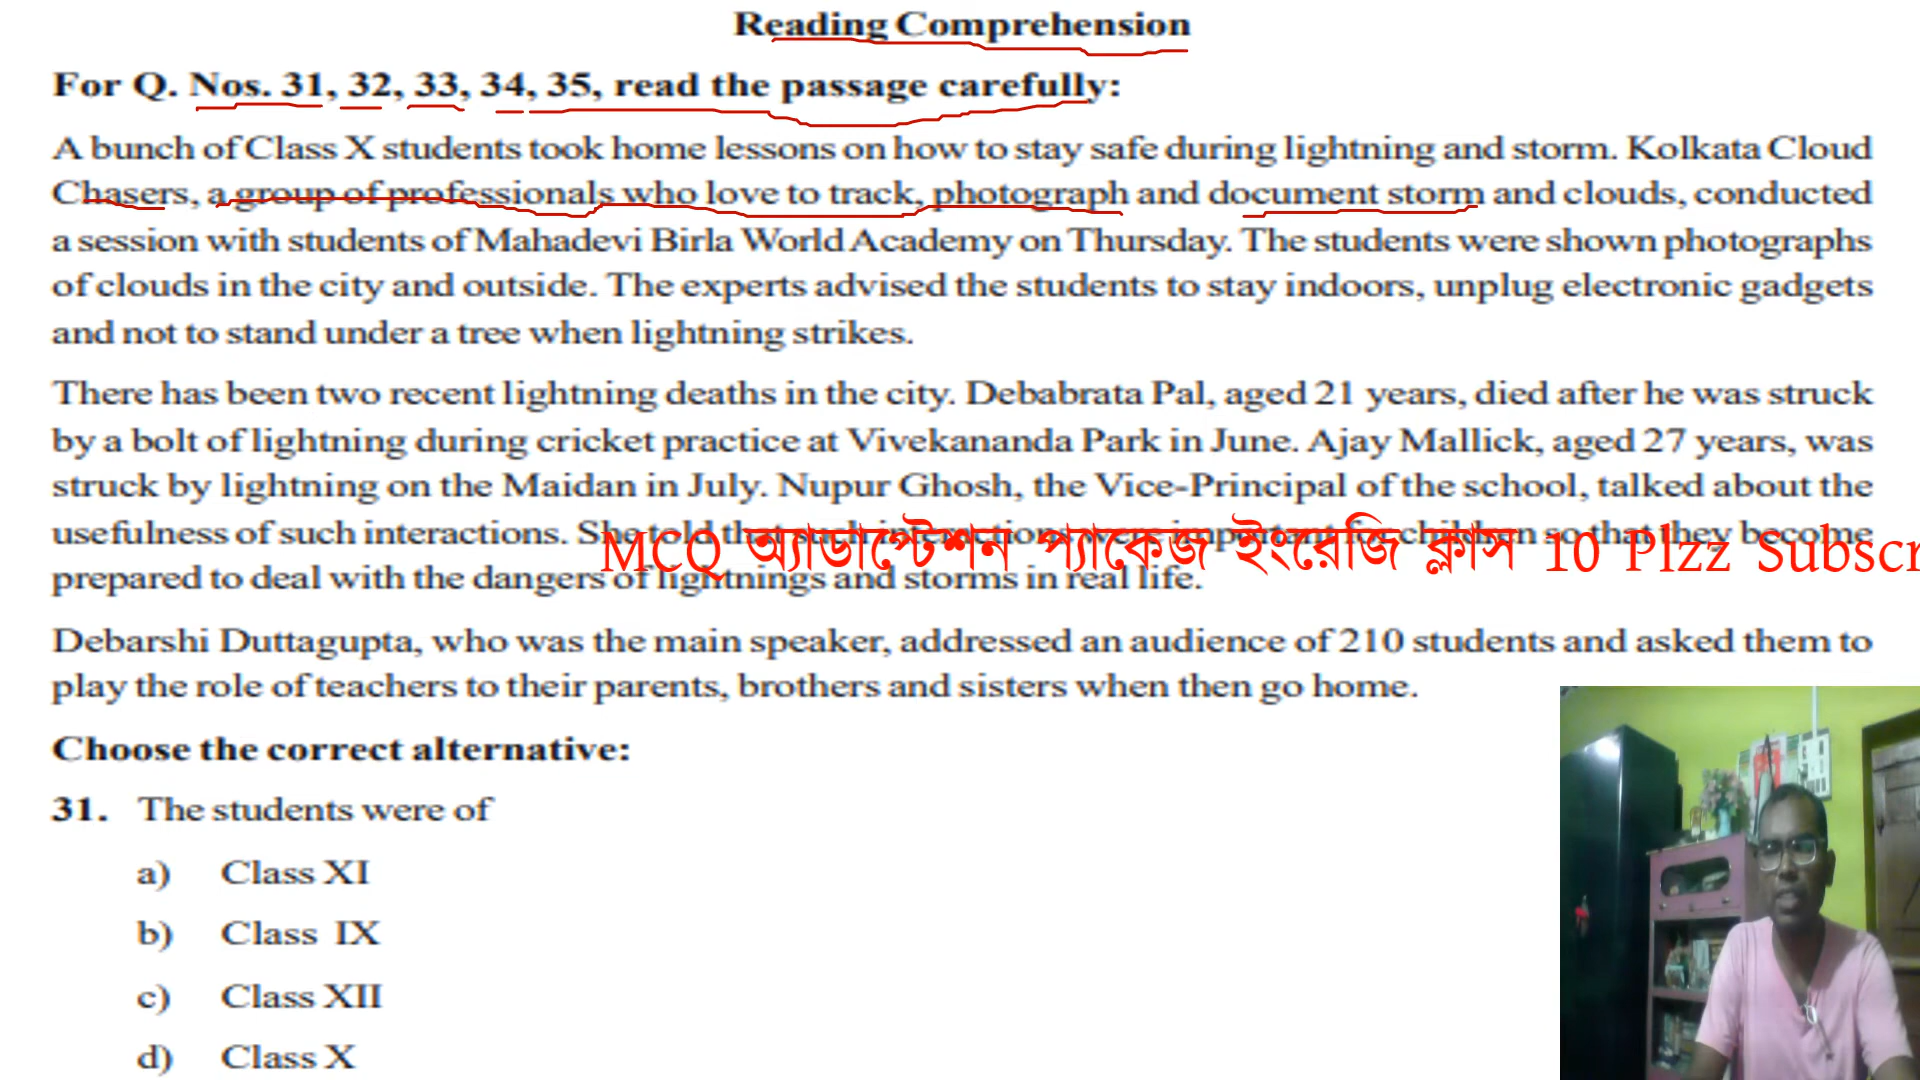 Reading Comprehension
For Q. Nos. 31, 32, 33, 34, 35, read the passage carefully:
A bunch of Class X students took home lessons on how to stay safe during lightning and storm. Kolkata Cloud
Chasers, a group of professionals who love to track, photograph and document storm and clouds, conducted
a session with students of Mahadevi Birla World Academy on Thursday. The students were shown photographs
of clouds in the city and outside. The experts advised the students to stay indoors, unplug electronic gadgets
and not to stand under a tree when lightning strikes.
There has been two recent lightning deaths in the city. Debabrata Pal, aged 21 years, died after he was struck
by a bolt of lightning during cricket practice at Vivekananda Park in June. Ajay Mallick, aged 27 years, was
struck by lightning on the Maidan in July. Nupur Ghosh, the Vice-Principal of the school, talked about the
usefulness of such interactions. She told that such interactions were important for children so that they become
MCQ অ্যাডাপ্টেশন প্যাকেজ ইংরেজি ক্লাস 10 Plzz Subscr
prepared to deal with the dangers of lightnings and storms in real life.
Debarshi Duttagupta, who was the main speaker, addressed an audience of 210 students and asked them to
play the role of teachers to their parents, brothers and sisters when then go home.
Choose the correct alternative:
31. The students were of
a) Class XI
b) Class IX
c) Class XII
d) Class X